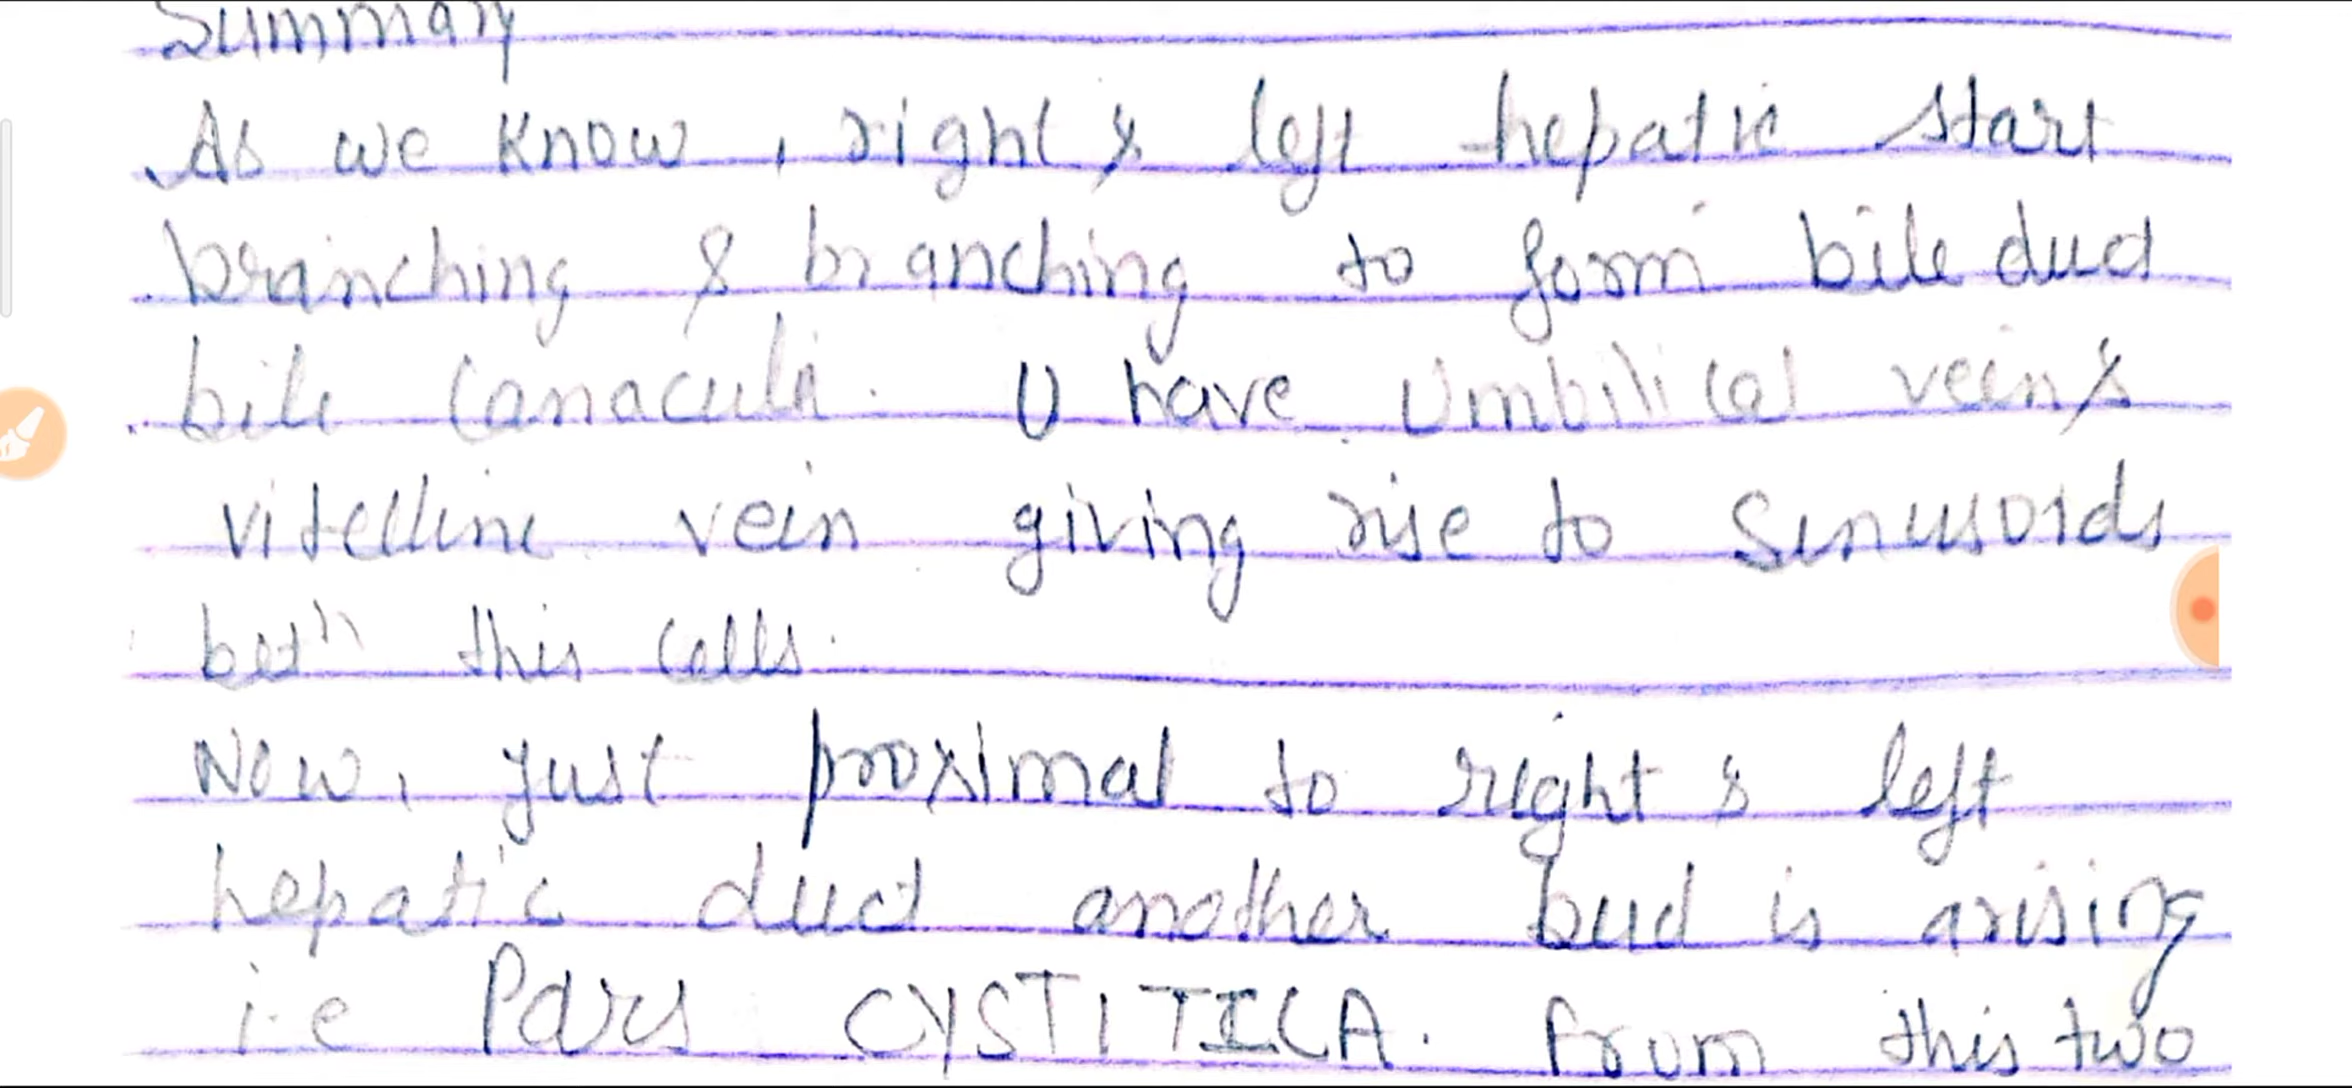 Summary
As we know, right & left hepatic start
branching & branching to form bile duct
bile canaculi. U have umbilical vein &
vitelline vein giving rise to sinusoids
betⁿ this cells.
Now, just proximal to right & left
hepatic duct another bud is arising
i.e Pars CYSTITICA. From this two